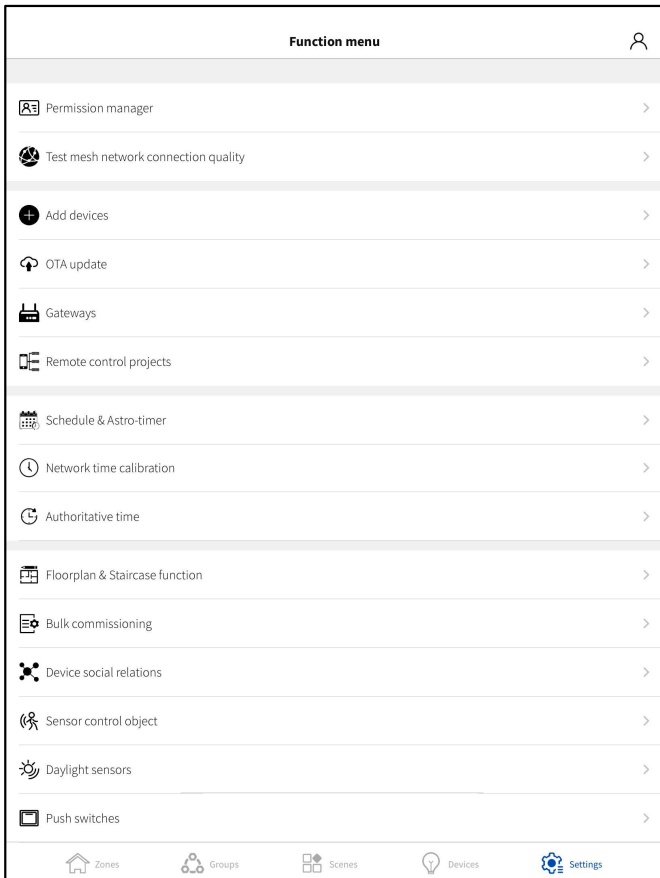 Function menu
Permission manager
Test mesh network connection quality
Add devices
OTA update
Gateways
Remote control projects
Schedule & Astro-timer
Network time calibration
Authoritative time
Floorplan & Staircase function
Bulk commissioning
Device social relations
Sensor control object
Daylight sensors
Push switches
Zones Groups Scenes Devices Settings